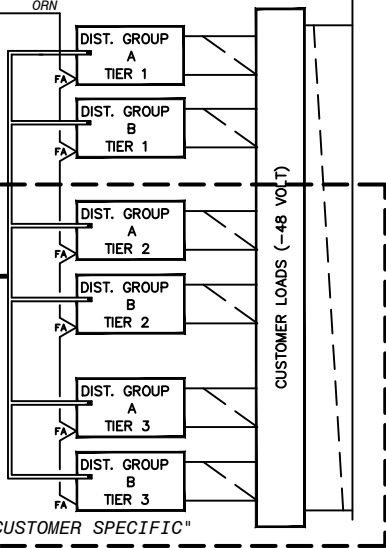 ORN
DIST. GROUP
A
TIER 1
FA
DIST. GROUP
B
TIER 1
FA
DIST. GROUP
A
TIER 2
FA
DIST. GROUP
B
TIER 2
FA
DIST. GROUP
A
TIER 3
FA
DIST. GROUP
B
TIER 3
FA
CUSTOMER LOADS (-48 VOLT)
CUSTOMER SPECIFIC"